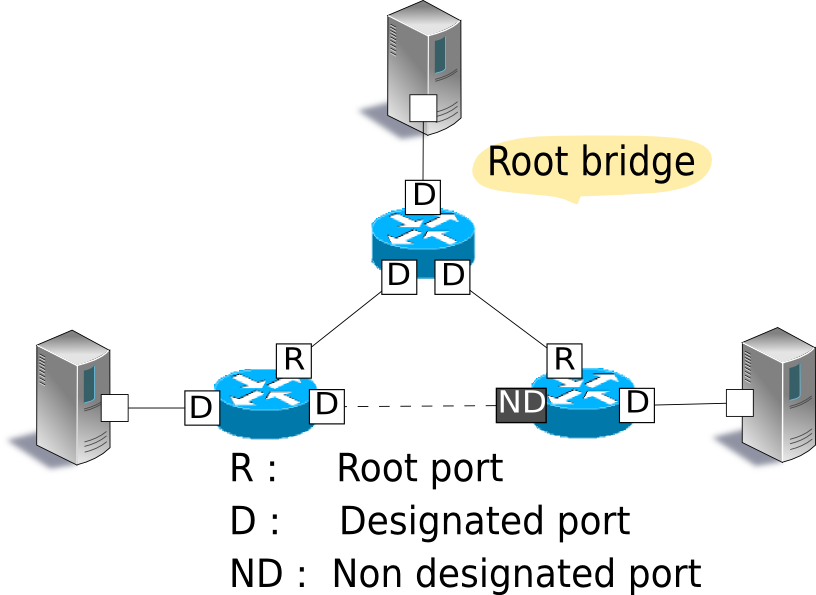 Root bridge
D
D D
R R
D D ND D
R : Root port
D : Designated port
ND : Non designated port